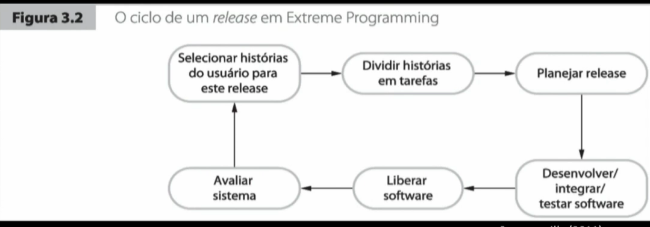 Figura 3.2 O ciclo de um release em Extreme Programming
Selecionar histórias
do usuário para
este release
Dividir histórias
em tarefas
Planejar release
Desenvolver/
integrar/
testar software
Liberar
software
Avaliar
sistema